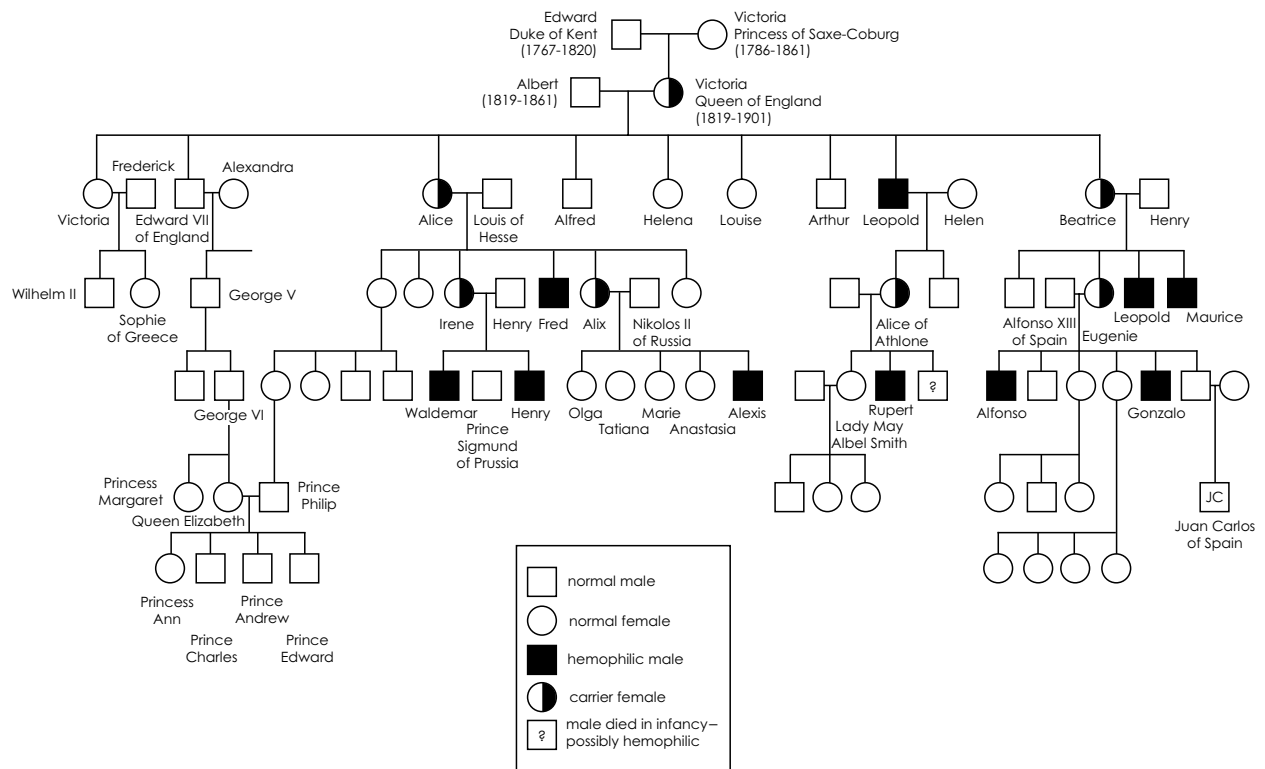 Edward
Duke of Kent
(1767-1820)
Victoria
Princess of Saxe-Coburg
(1786-1861)
Albert
(1819-1861)
Victoria
Queen of England
(1819-1901)
Frederick
Alexandra
Victoria
Edward VII
of England
Alice
Louis of
Hesse
Alfred
Helena
Louise
Arthur
Leopold
Helen
Beatrice
Henry
Wilhelm II
Sophie
of Greece
George V
Irene
Henry
Fred
Alix
Nikolos II
of Russia
Alice of
Athlone
Alfonso XIII
of Spain
Eugenie
Leopold
Maurice
George VI
Waldemar
Prince
Sigmund
of Prussia
Henry
Olga
Tatiana
Marie
Anastasia
Alexis
?
Rupert
Lady May
Albel Smith
Alfonso
Gonzalo
Princess
Margaret
Queen Elizabeth
Prince
Philip
JC
Juan Carlos
of Spain
Princess
Ann
Prince
Charles
Prince
Andrew
Prince
Edward
normal male
normal female
hemophilic male
carrier female
?
male died in infancy–
possibly hemophilic